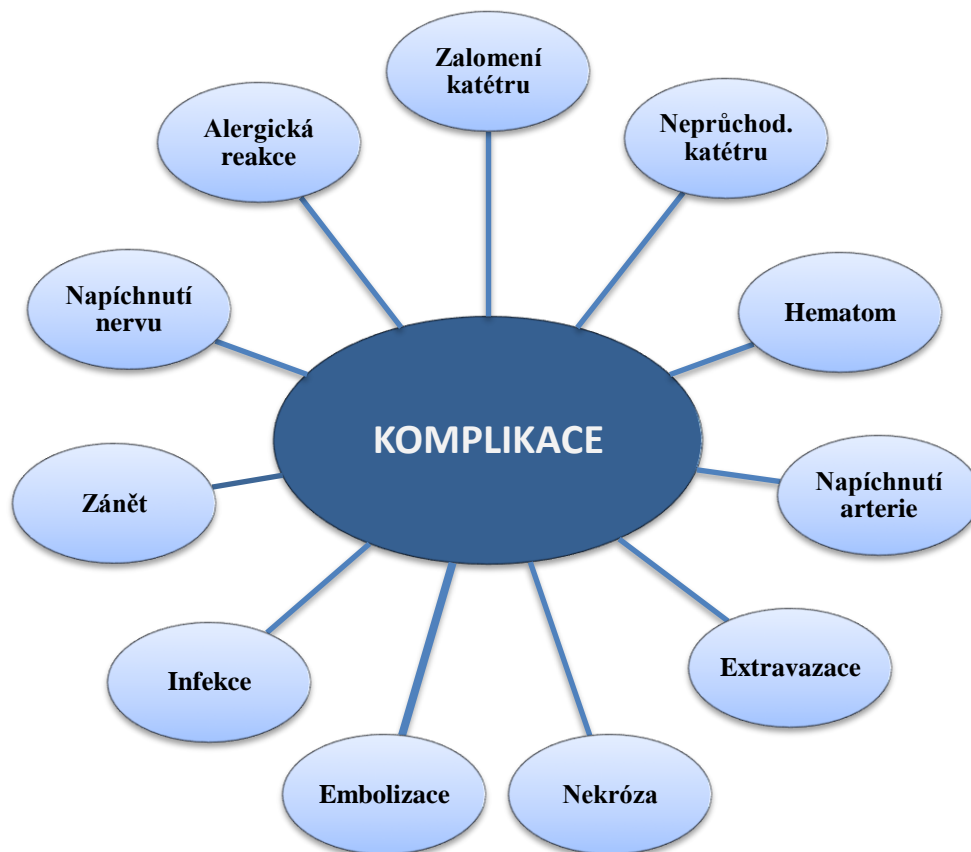 Zalomení
katétru
Alergická
reakce
Neprůchod.
katétru
Napíchnutí
nervu
Hematom
KOMPLIKACE
Zánět
Napíchnutí
arterie
Infekce
Extravazace
Embolizace
Nekróza